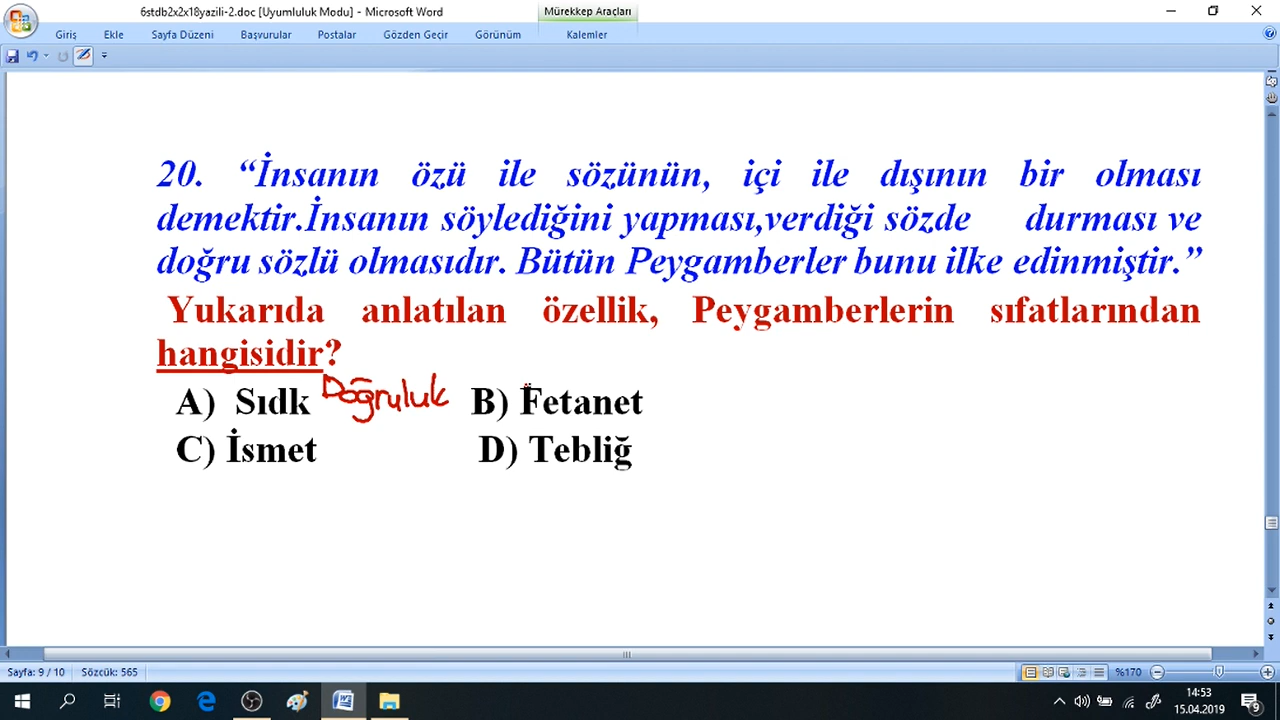 6stdb2x2x18yazili-2.doc [Uyumluluk Modu] - Microsoft Word
Mürekkep Araçları
Giriş Ekle Sayfa Düzeni Başvurular Postalar Gözden Geçir Görünüm Kalemler
20. “İnsanın özü ile sözünün, içi ile dışının bir olması
demektir.İnsanın söylediğini yapması,verdiği sözde durması ve
doğru sözlü olmasıdır. Bütün Peygamberler bunu ilke edinmiştir.”
Yukarıda anlatılan özellik, Peygamberlerin sıfatlarından
hangisidir?
A) Sıdk Doğruluk B) Fetanet
C) İsmet D) Tebliğ
Sayfa: 9 / 10 Sözcük: 565 %170
14:53
15.04.2019
9